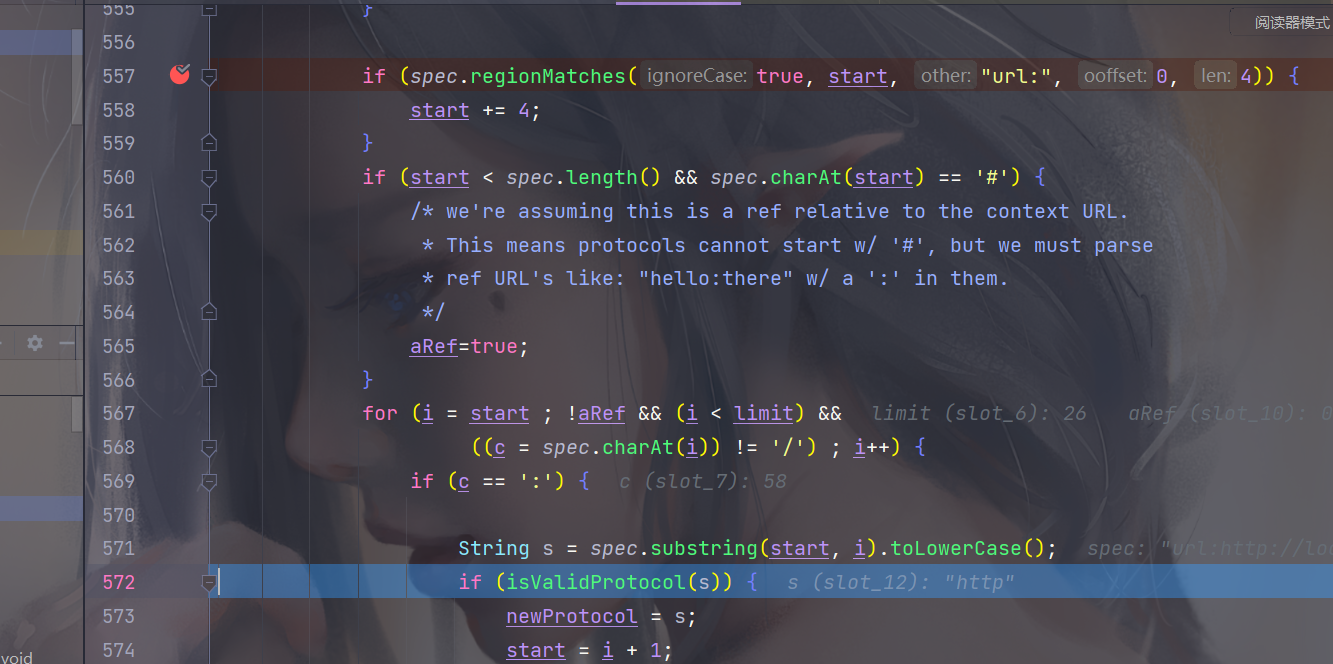 555 }
阅读器模式
556
557 if (spec.regionMatches( ignoreCase: true, start, other: "url:", ooffset: 0, len: 4)) {
558 start += 4;
559 }
560 if (start < spec.length() && spec.charAt(start) == '#') {
561 /* we're assuming this is a ref relative to the context URL.
562 * This means protocols cannot start w/ '#', but we must parse
563 * ref URL's like: "hello:there" w/ a ':' in them.
564 */
565 aRef=true;
566 }
567 for (i = start ; !aRef && (i < limit) && limit (slot_6): 26 aRef (slot_10): 0
568 ((c = spec.charAt(i)) != '/') ; i++) {
569 if (c == ':') { c (slot_7): 58
570
571 String s = spec.substring(start, i).toLowerCase(); spec: "url:http://lo
572 if (isValidProtocol(s)) { s (slot_12): "http"
573 newProtocol = s;
574 start = i + 1;
void